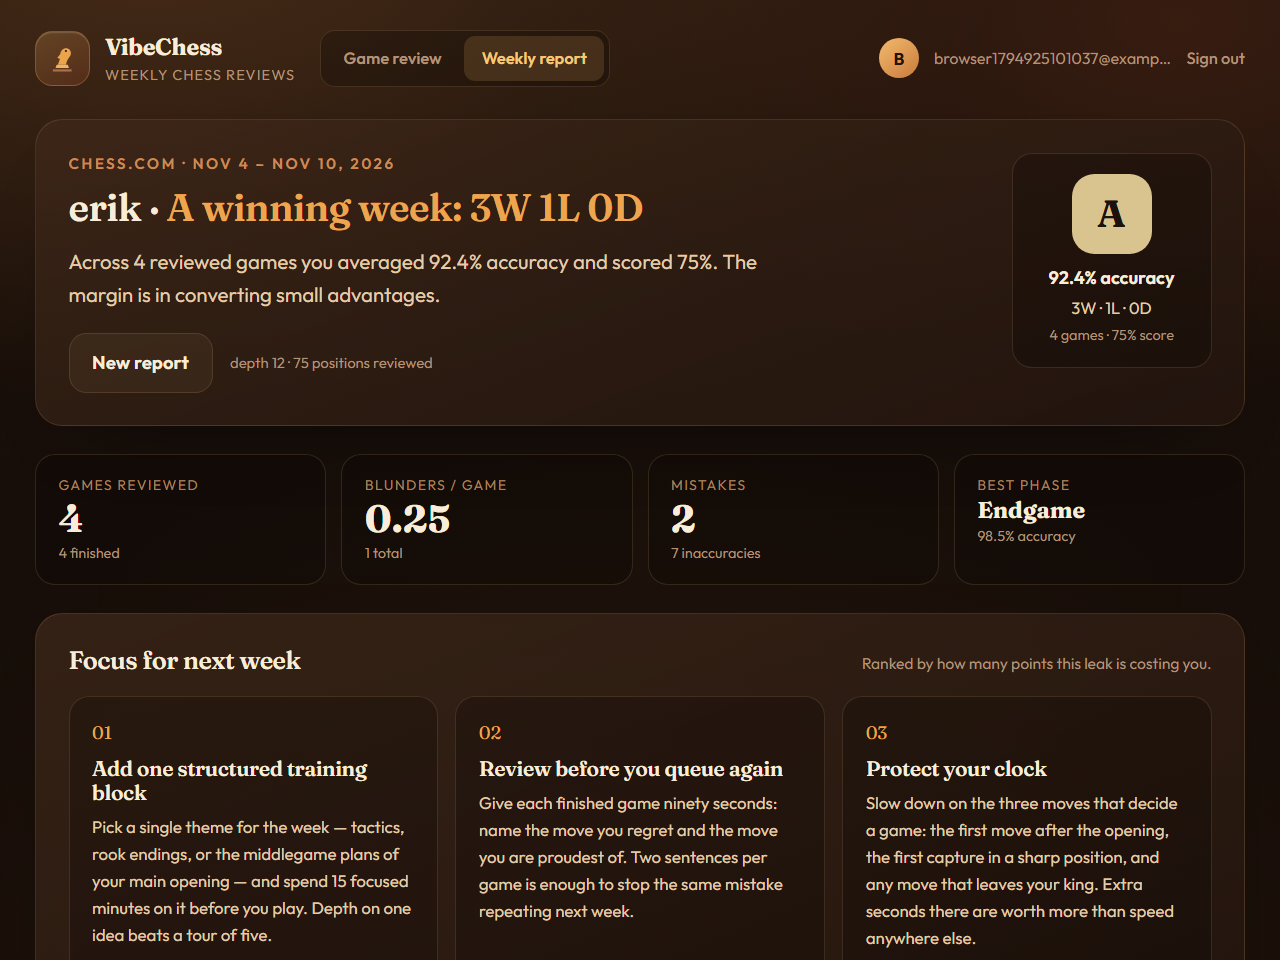 VibeChess
WEEKLY CHESS REVIEWS
Game review
Weekly report
B
browser1794925101037@examp...
Sign out
CHESS.COM · NOV 4 – NOV 10, 2026
erik · A winning week: 3W 1L 0D
Across 4 reviewed games you averaged 92.4% accuracy and scored 75%. The
margin is in converting small advantages.
New report
depth 12 · 75 positions reviewed
A
92.4% accuracy
3W · 1L · 0D
4 games · 75% score
GAMES REVIEWED
4
4 finished
BLUNDERS / GAME
0.25
1 total
MISTAKES
2
7 inaccuracies
BEST PHASE
Endgame
98.5% accuracy
Focus for next week
Ranked by how many points this leak is costing you.
01
Add one structured training
block
Pick a single theme for the week — tactics,
rook endings, or the middlegame plans of
your main opening — and spend 15 focused
minutes on it before you play. Depth on one
idea beats a tour of five.
02
Review before you queue again
Give each finished game ninety seconds:
name the move you regret and the move
you are proudest of. Two sentences per
game is enough to stop the same mistake
repeating next week.
03
Protect your clock
Slow down on the three moves that decide
a game: the first move after the opening,
the first capture in a sharp position, and
any move that leaves your king. Extra
seconds there are worth more than speed
anywhere else.